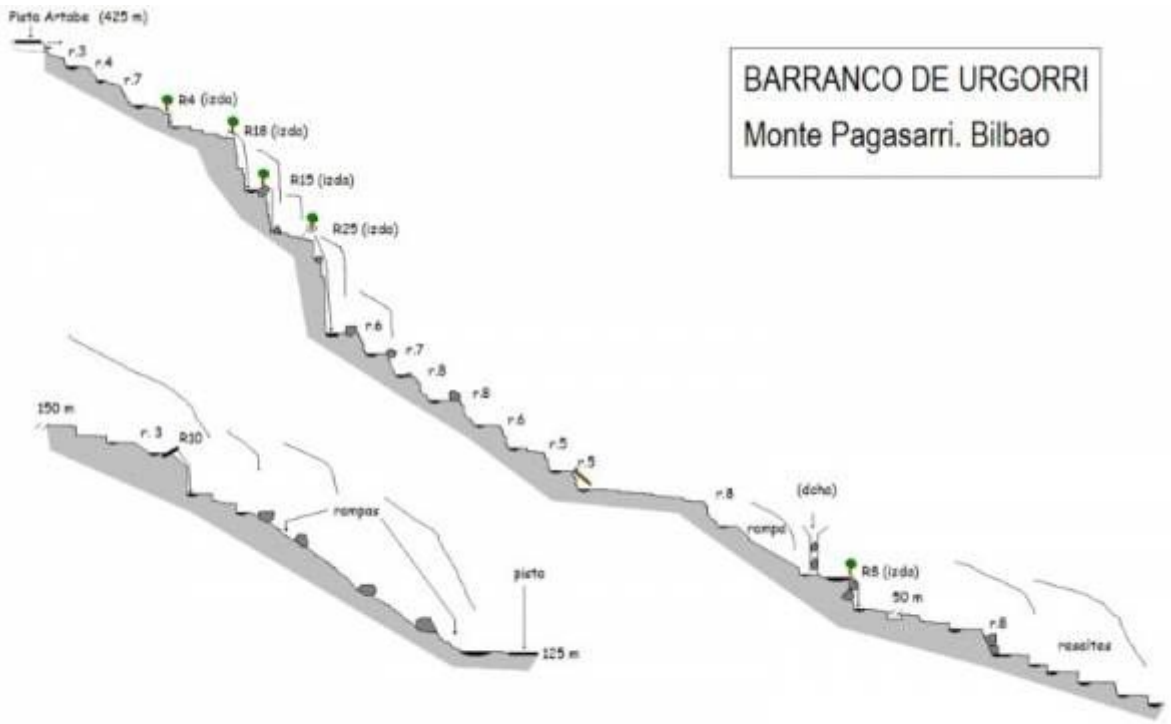 Pista Artabe (425 m)
BARRANCO DE URGORRI
Monte Pagasarri. Bilbao
r.3
r.4
r.7
R4 (izda)
R18 (izda)
R15 (izda)
R25 (izda)
r.6
r.7
r.8
r.8
r.6
r.5
r.5
r.8
rampa
(dcha)
R8 (izda)
50 m
r.8
resaltes
150 m
r. 3
R10
rampas
pista
125 m